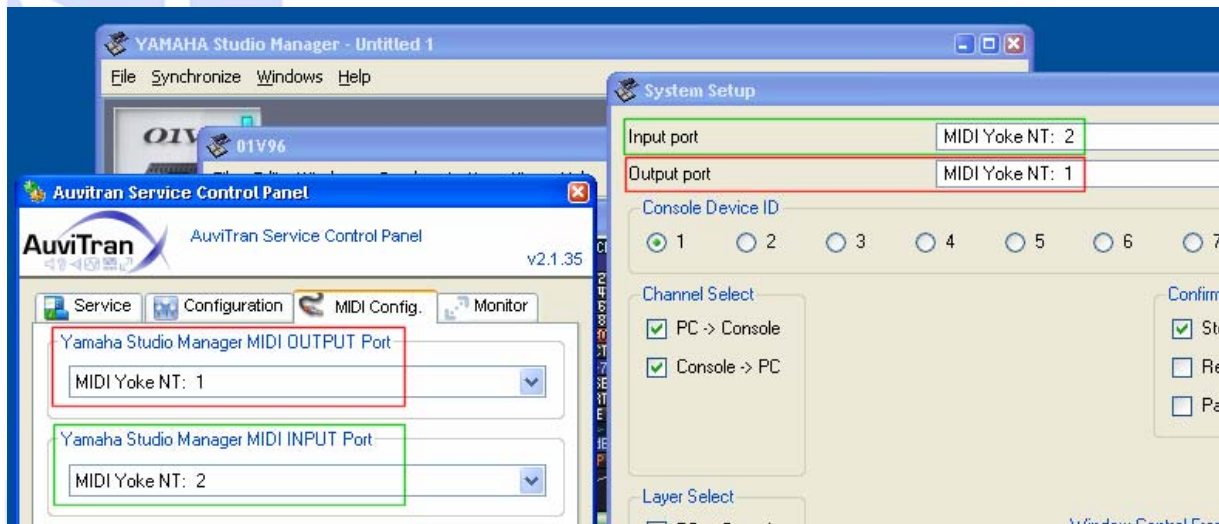 YAMAHA Studio Manager - Untitled 1
File Synchronize Windows Help
01V96
System Setup
Input port MIDI Yoke NT: 2
Output port MIDI Yoke NT: 1
Console Device ID
1 2 3 4 5 6 7
Channel Select
PC -> Console
Console -> PC
Layer Select
Auvitran Service Control Panel
AuviTran
AuviTran Service Control Panel
v2.1.35
Service Configuration MIDI Config. Monitor
Yamaha Studio Manager MIDI OUTPUT Port
MIDI Yoke NT: 1
Yamaha Studio Manager MIDI INPUT Port
MIDI Yoke NT: 2